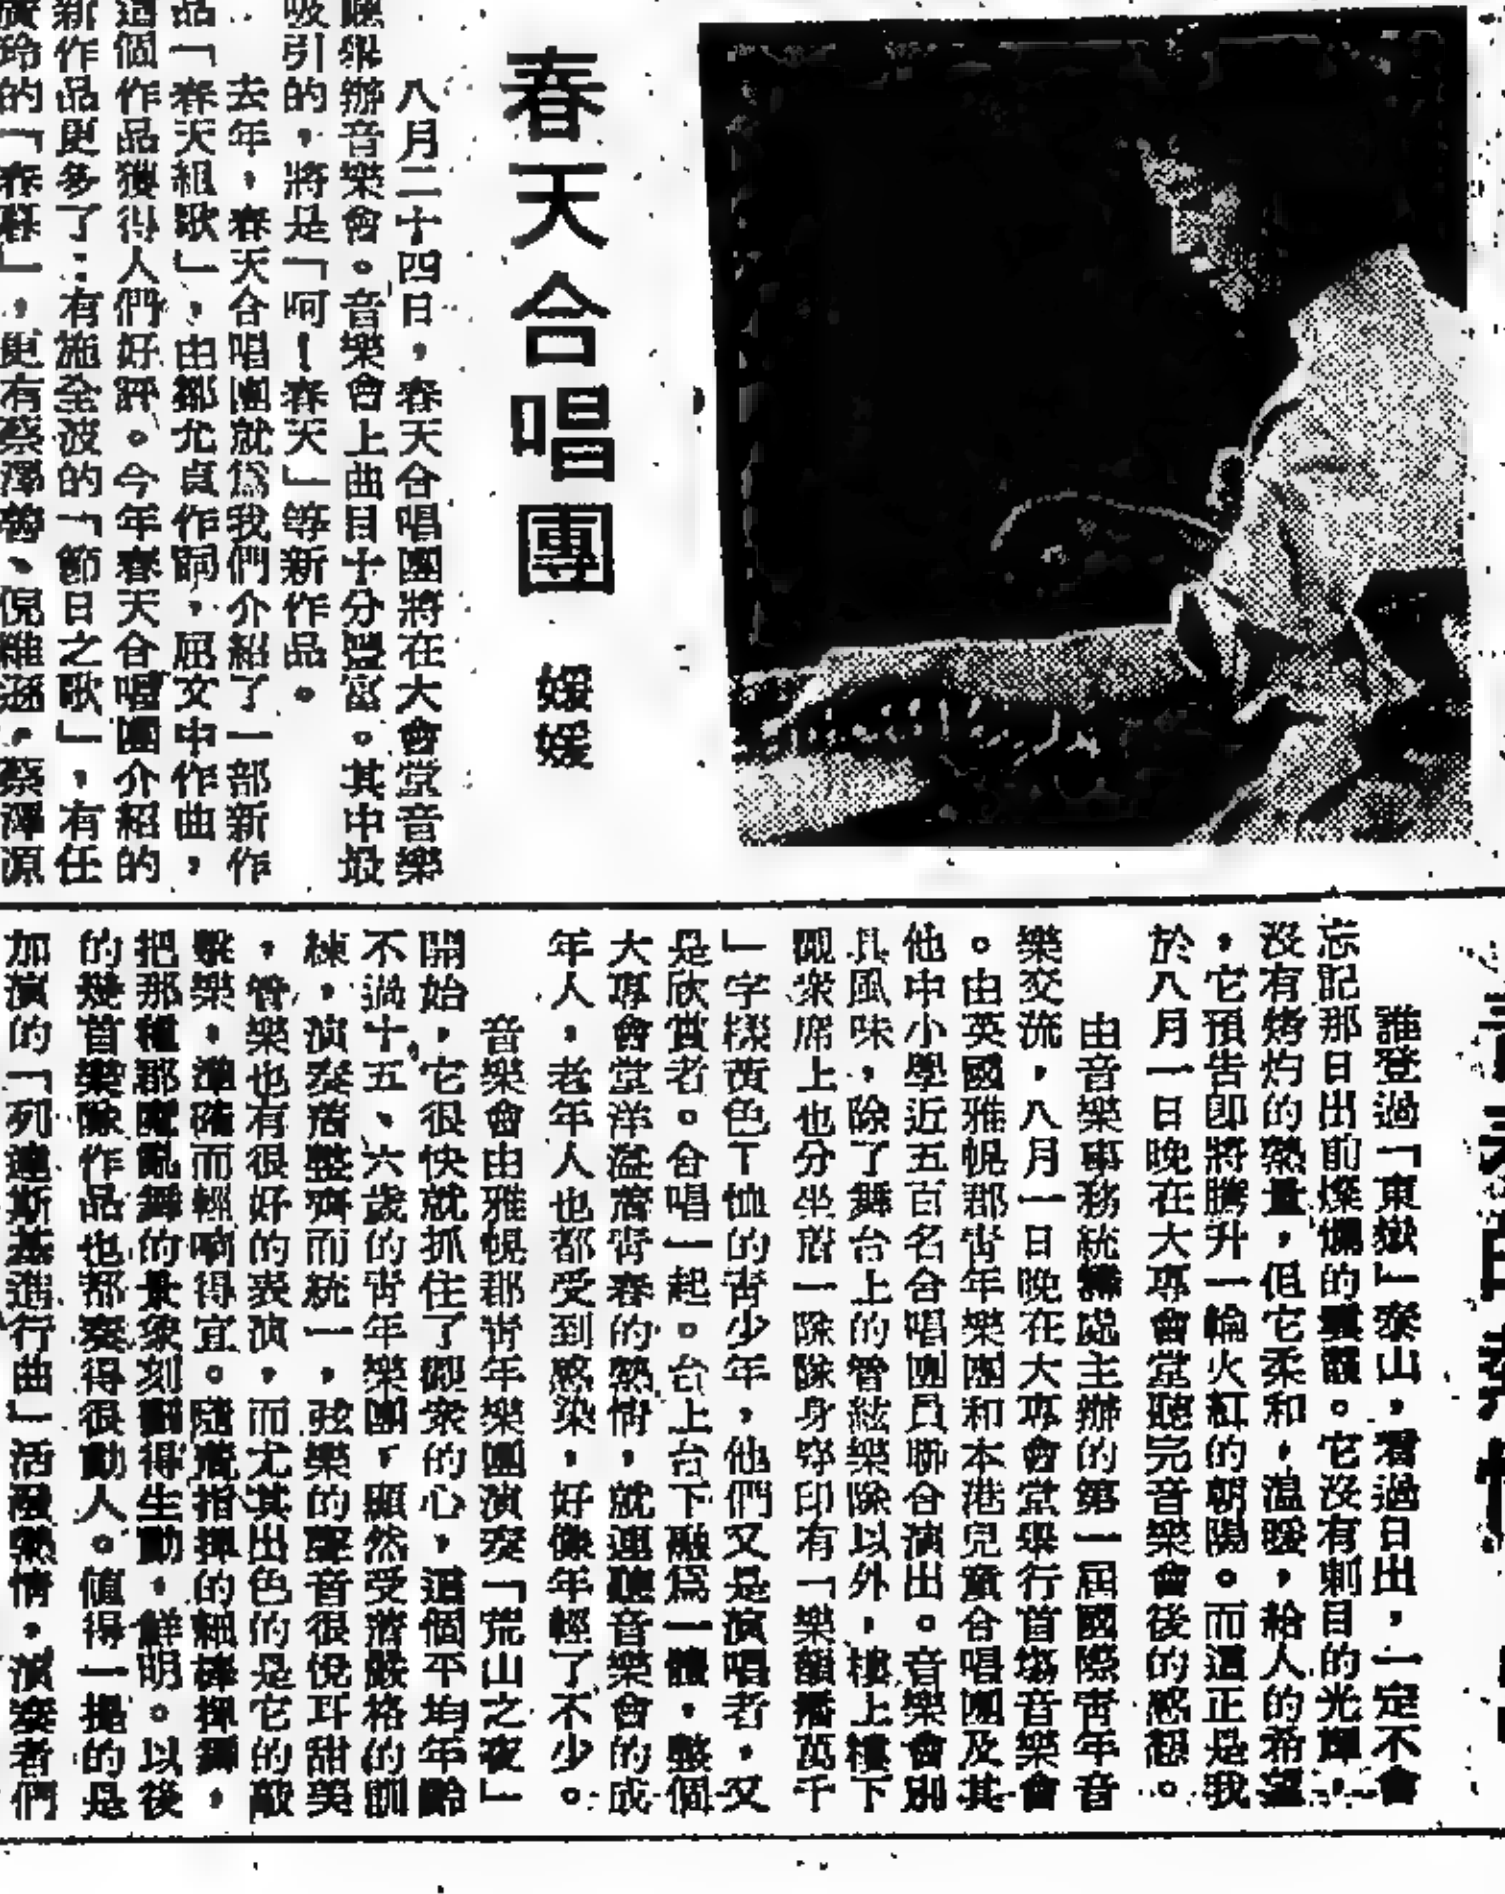 春天合唱團
媛媛
八月二十四日，春天合唱團將在大會堂音樂
廳舉辦音樂會。音樂會上曲目十分豐富。其中最
吸引的，將是「呵！春天」等新作品。
去年，春天合唱團就爲我們介紹了一部新作
品「春天組歌」，由鄒允貞作詞，屈文中作曲，
這個作品獲得人們好評。今年春天合唱團介紹的
新作品更多了：有施金波的「節日之歌」，有任
的「春暮」，更有蔡、倪，蔡源
誰登過「東嶽」泰山，看過日出，一定不會
忘記那日出前燦爛的雲霞。它沒有刺目的光輝，
沒有烤灼的熱量，但它柔和，温暖，給人的希望
，它預告即將騰升一輪火紅的朝陽。而這正是我
於八月一日晚在大專會堂聽完音樂會後的感想。
由音樂事務統籌處主辦的第一屆國際青年音
樂交流，八月一日晚在大專會堂舉行首場音樂會
。由英國雅幌郡青年樂團和本港兒童合唱團及其
他中小學近五百名合唱團員聯合演出。音樂會別
具風味，除了舞台上的管絃樂隊以外，樓上樓下
觀衆席上也分坐着一隊隊身穿印有「樂韻播萬千
」字樣黃色T恤的青少年，他們又是演唱者，又
是欣賞者。合唱一起。台上台下融爲一體，整個
大專會堂洋溢着青春的熱情，就連聽音樂會的成
年人，老年人也都受到感染，好像年輕了不少。
音樂會由雅幌郡青年樂團演奏「荒山之夜」
開始，它很快就抓住了聽衆的心，這個平均年齡
不過十五、六歲的青年樂團，顯然受着嚴格的訓
練，演奏着整齊而統一，弦樂的聲音很悅耳甜美
，管樂也有很好的表演，而尤其出色的是它的敲
擊樂，準確而輕响得宜。隨着指揮的細棒揮舞，
把那種群魔亂舞的景象刻劃得生動，鮮明。以後
的幾首樂隊作品也都奏得很動人。值得一提的是
加演的「列連斯基進行曲」活潑熱情，演奏者們